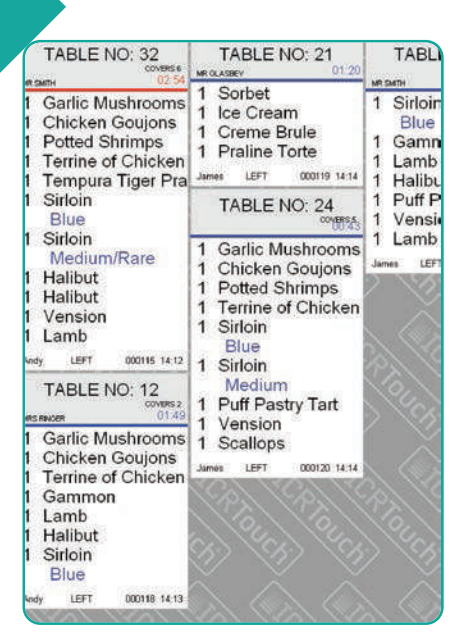 TABLE NO: 32
COVERS 6
MR SMITH 02:54
1 Garlic Mushrooms
1 Chicken Goujons
1 Potted Shrimps
1 Terrine of Chicken
1 Tempura Tiger Pra
1 Sirloin
Blue
1 Sirloin
Medium/Rare
1 Halibut
1 Halibut
1 Vension
1 Lamb
Andy LEFT 000115 14:12
TABLE NO: 12
COVERS 2
MRS RINGER 01:49
1 Garlic Mushrooms
1 Chicken Goujons
1 Terrine of Chicken
1 Gammon
1 Lamb
1 Halibut
1 Sirloin
Blue
Andy LEFT 000118 14:13
TABLE NO: 21
MR GLASBEY 01:20
1 Sorbet
1 Ice Cream
1 Creme Brule
1 Praline Torte
James LEFT 000119 14:14
TABLE NO: 24
COVERS 5
00:43
1 Garlic Mushrooms
1 Chicken Goujons
1 Potted Shrimps
1 Terrine of Chicken
1 Sirloin
Blue
1 Sirloin
Medium
1 Puff Pastry Tart
1 Vension
1 Scallops
James LEFT 000120 14:14
TABL
MR SMITH
1 Sirloin
Blue
1 Gamm
1 Lamb
1 Halibu
1 Puff P
1 Vensi
1 Lamb
James LEFT
ICRTouch